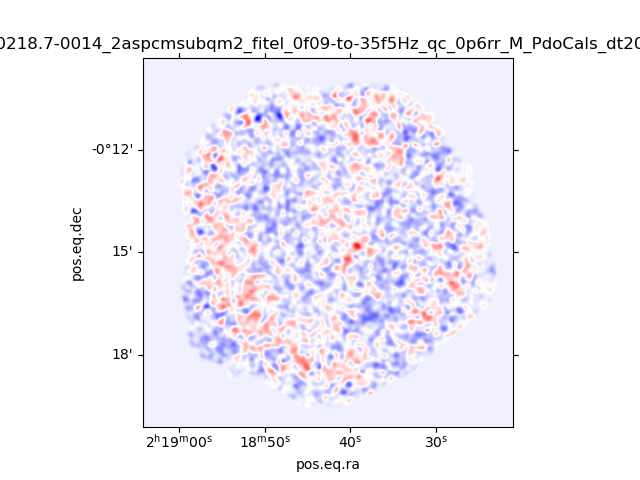 0218.7-0014_2aspcmsubqm2_fitel_0f09-to-35f5Hz_qc_0p6rr_M_PdoCals_dt20
-0°12'
15'
18'
pos.eq.dec
2h19m00s 18m50s 40s 30s
pos.eq.ra